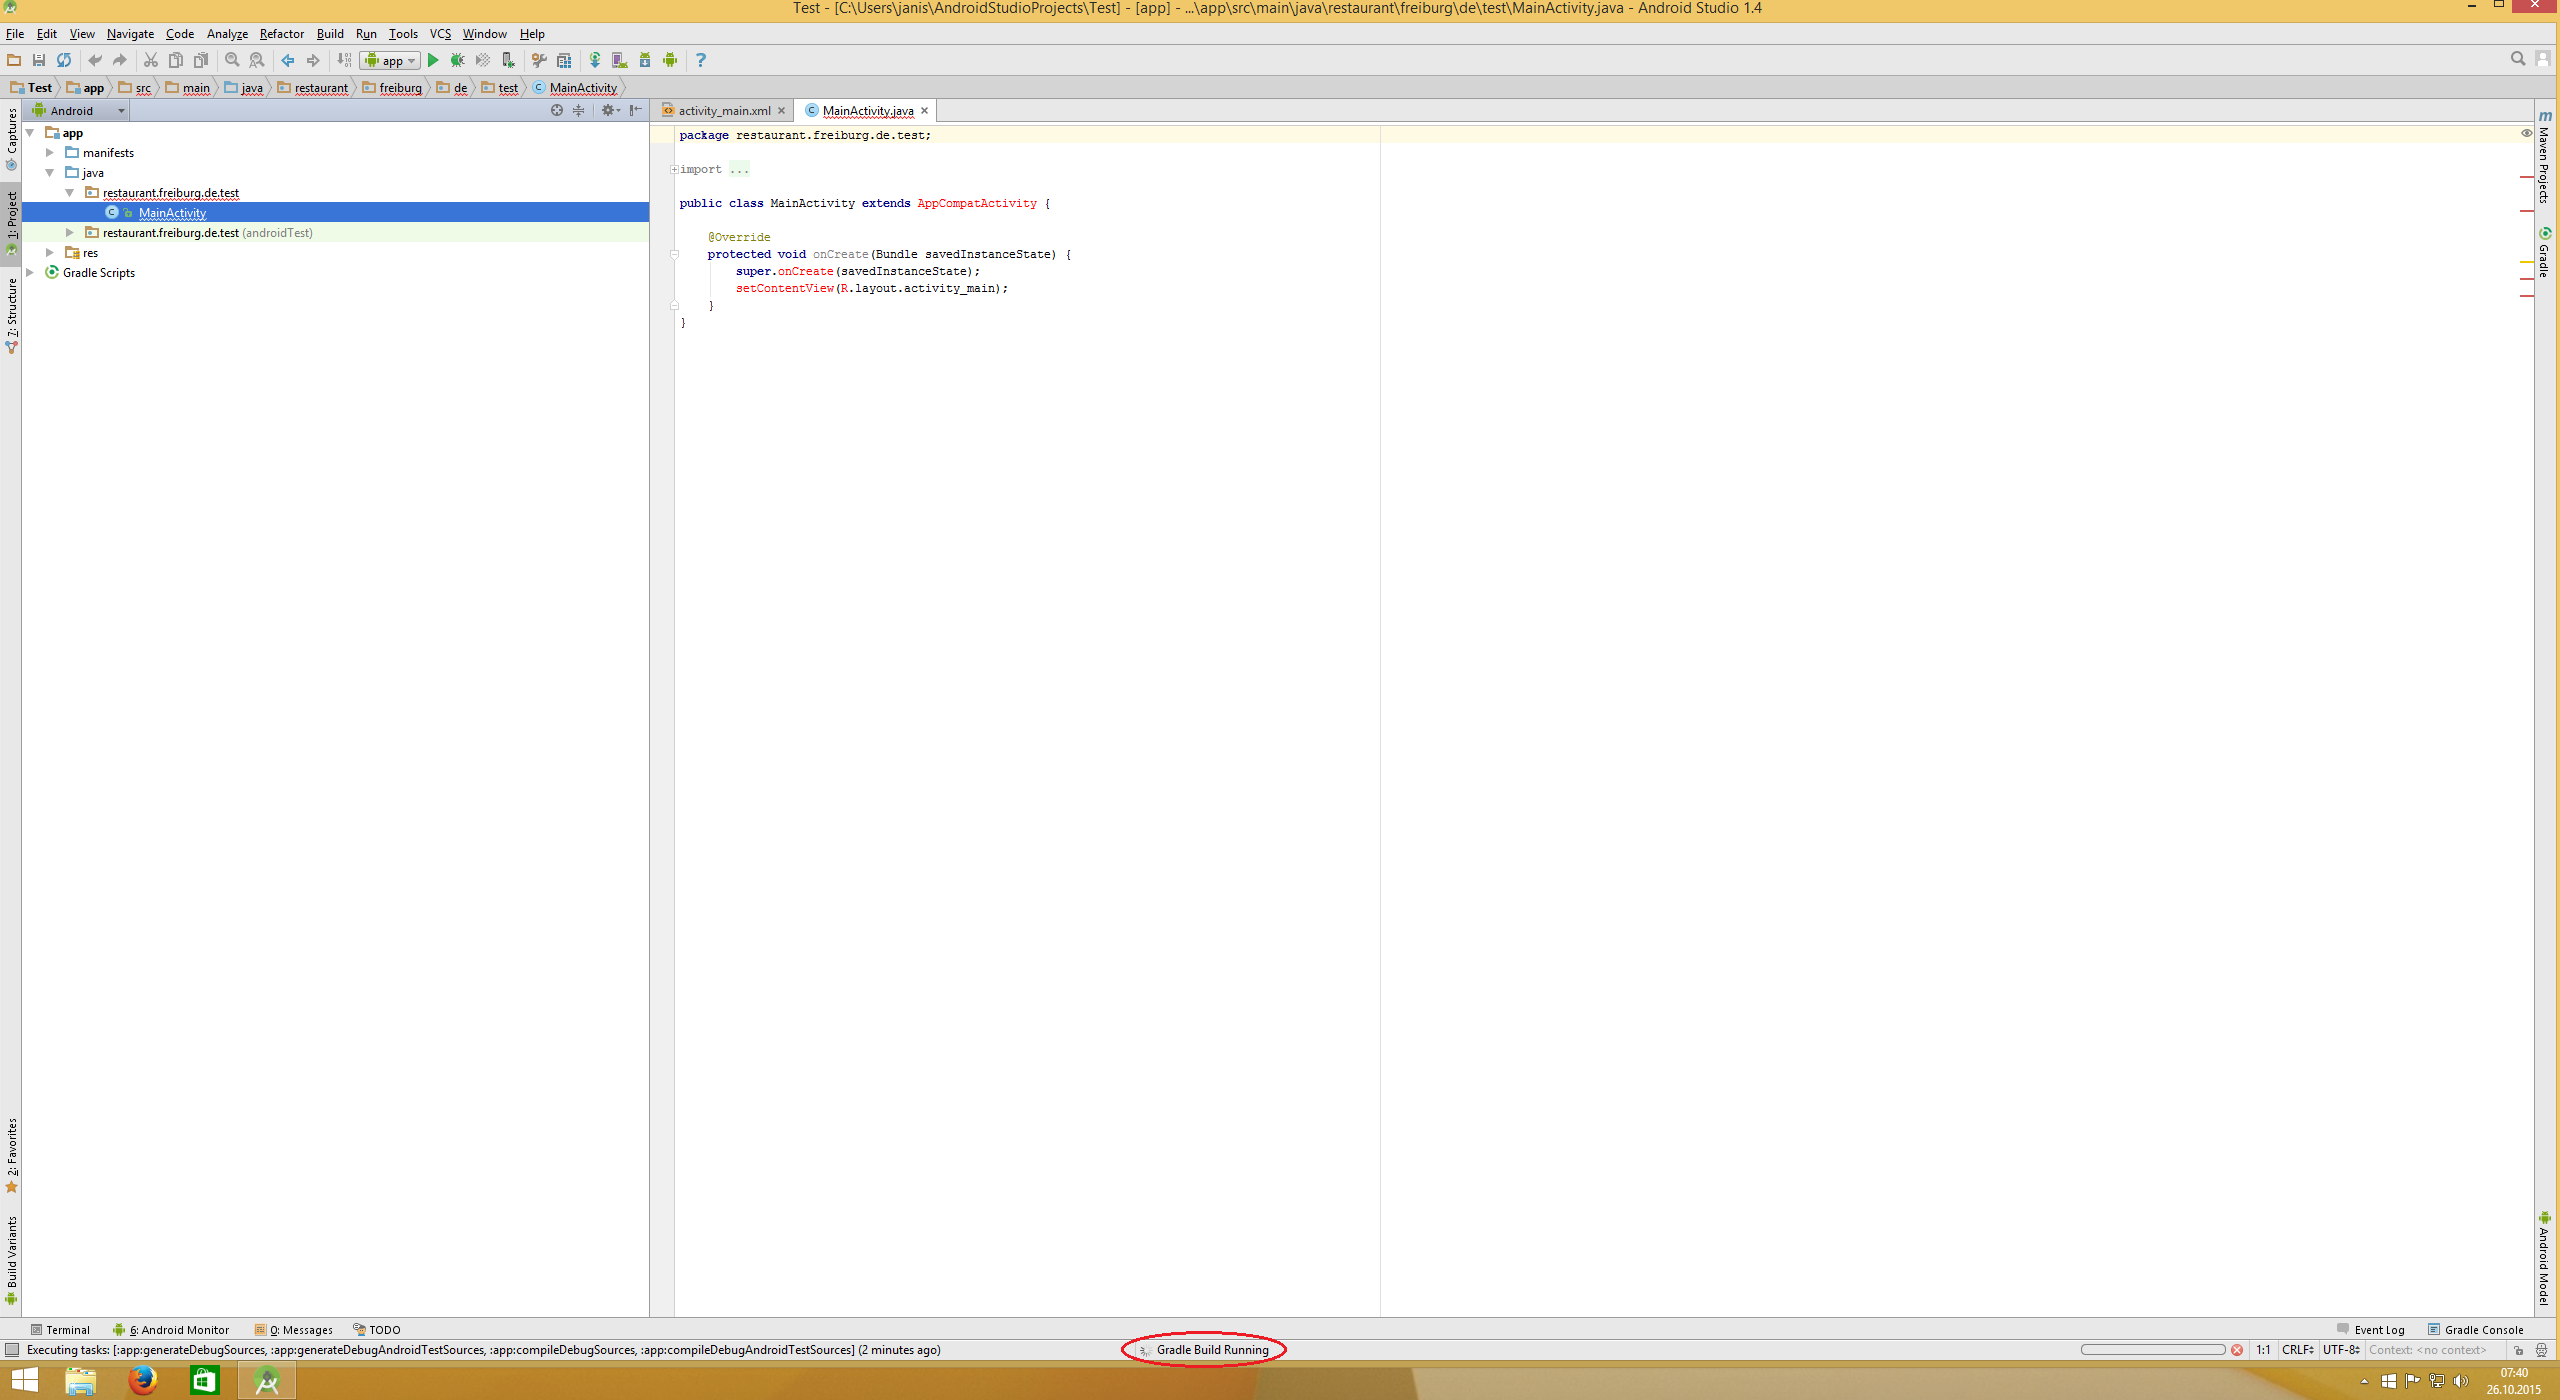 Test - [C:\Users\janis\AndroidStudioProjects\Test] - [app] - ...\app\src\main\java\restaurant\freiburg\de\test\MainActivity.java - Android Studio 1.4
File Edit View Navigate Code Analyze Refactor Build Run Tools VCS Window Help
app
Test app src main java restaurant freiburg de test MainActivity
Captures
1: Project
7: Structure
2: Favorites
Build Variants
Android
app
manifests
java
restaurant.freiburg.de.test
MainActivity
restaurant.freiburg.de.test (androidTest)
res
Gradle Scripts
activity_main.xml MainActivity.java
package restaurant.freiburg.de.test;
import ...
public class MainActivity extends AppCompatActivity {
@Override
protected void onCreate(Bundle savedInstanceState) {
super.onCreate(savedInstanceState);
setContentView(R.layout.activity_main);
}
}
Maven Projects
Gradle
Android Model
Terminal 6: Android Monitor 0: Messages TODO Event Log Gradle Console
Executing tasks: [:app:generateDebugSources, :app:generateDebugAndroidTestSources, :app:compileDebugSources, :app:compileDebugAndroidTestSources] (2 minutes ago) Gradle Build Running 1:1 CRLF UTF-8 Context: <no context>
07:40
26.10.2015